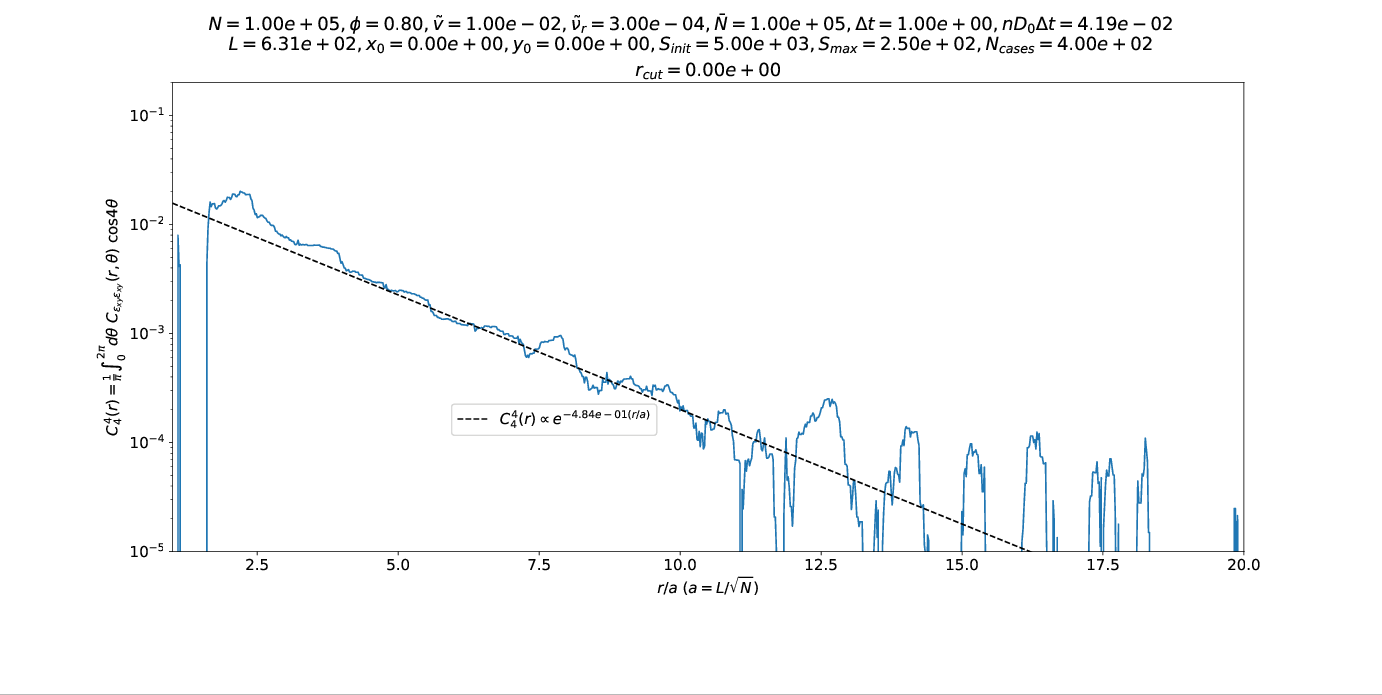 N = 1.00e + 05, ϕ = 0.80, ṽ = 1.00e − 02, ν̃_r = 3.00e − 04, N̄ = 1.00e + 05, Δt = 1.00e + 00, nD_0Δt = 4.19e − 02
L = 6.31e + 02, x_0 = 0.00e + 00, y_0 = 0.00e + 00, S_init = 5.00e + 03, S_max = 2.50e + 02, N_cases = 4.00e + 02
r_cut = 0.00e + 00
C_4^4(r) = 1/π ∫_0^{2π} dθ C_{ε_xy ε_xy}(r, θ) cos4θ
10^−1
10^−2
10^−3
10^−4
10^−5
C_4^4(r) ∝ e^{−4.84e − 01(r/a)}
2.5 5.0 7.5 10.0 12.5 15.0 17.5 20.0
r/a (a = L/√N)